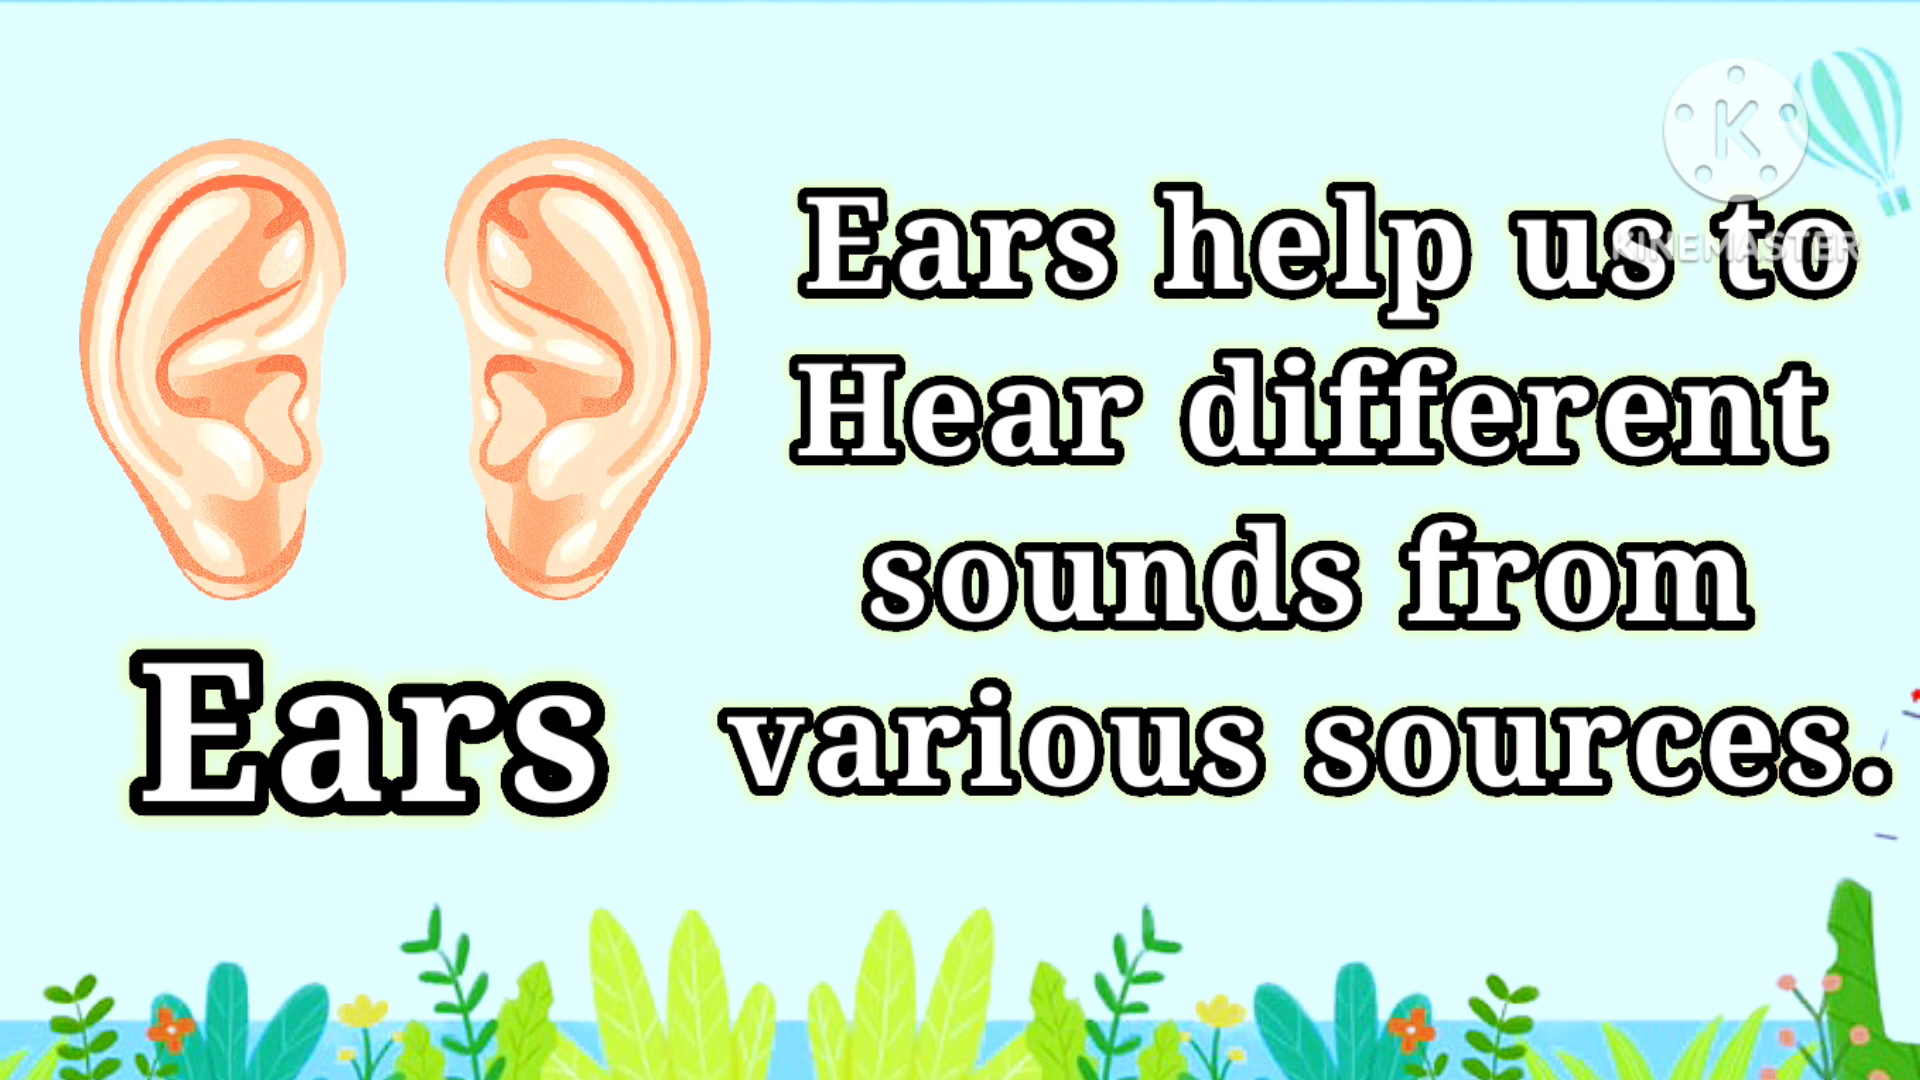 Ears help us to
Hear different
sounds from
various sources.
Ears
K
KINEMASTER